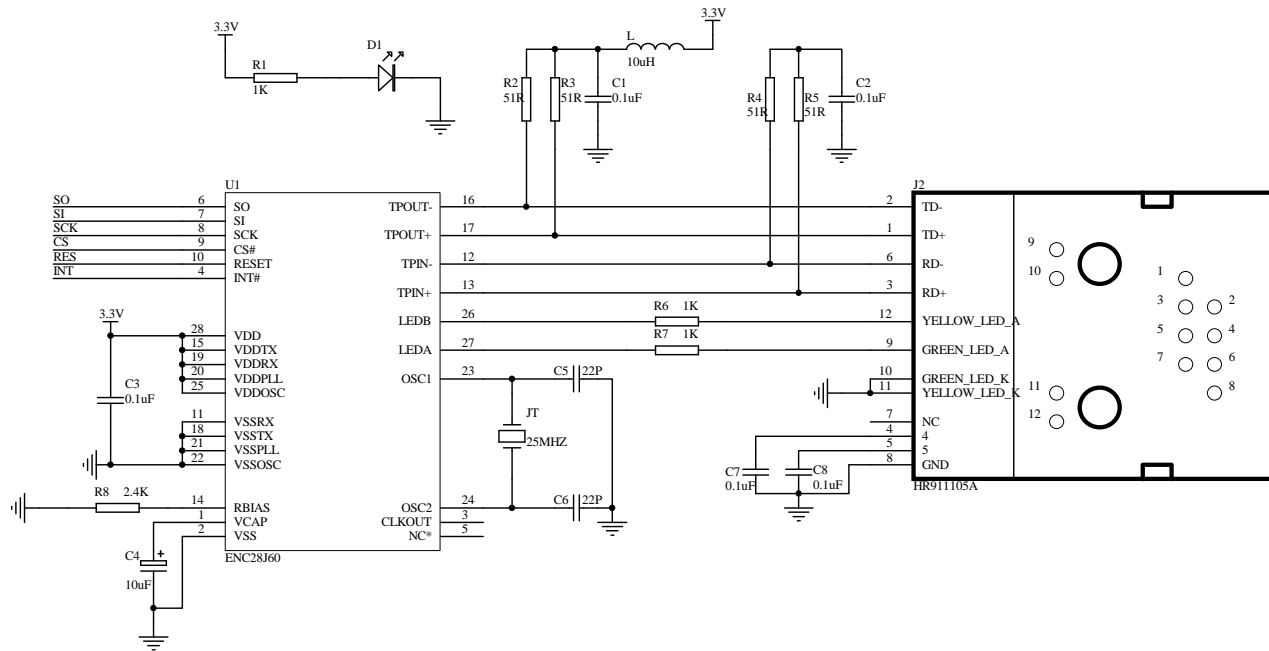 3.3V
R1
1K
D1
R2
51R
R3
51R
C1
0.1uF
L
10uH
3.3V
R4
51R
R5
51R
C2
0.1uF
U1
SO 6 SO
SI 7 SI
SCK 8 SCK
CS 9 CS#
RES 10 RESET
INT 4 INT#
3.3V
28 VDD
15 VDDTX
19 VDDRX
20 VDDPLL
25 VDDOSC
C3
0.1uF
11 VSSRX
18 VSSTX
21 VSSPLL
22 VSSOSC
R8 2.4K
14 RBIAS
1 VCAP
2 VSS
C4
+
10uF
ENC28J60
TPOUT- 16
TPOUT+ 17
TPIN- 12
TPIN+ 13
LEDB 26
LEDA 27
OSC1 23
OSC2 24
CLKOUT 3
NC* 5
R6 1K
R7 1K
C5 22P
JT
25MHZ
C6 22P
C7
0.1uF
C8
0.1uF
J2
2 TD-
1 TD+
6 RD-
3 RD+
12 YELLOW_LED_A
9 GREEN_LED_A
10 GREEN_LED_K
11 YELLOW_LED_K
7 NC
4 4
5 5
8 GND
HR911105A
9
10
1
3
2
5
4
7
6
8
11
12